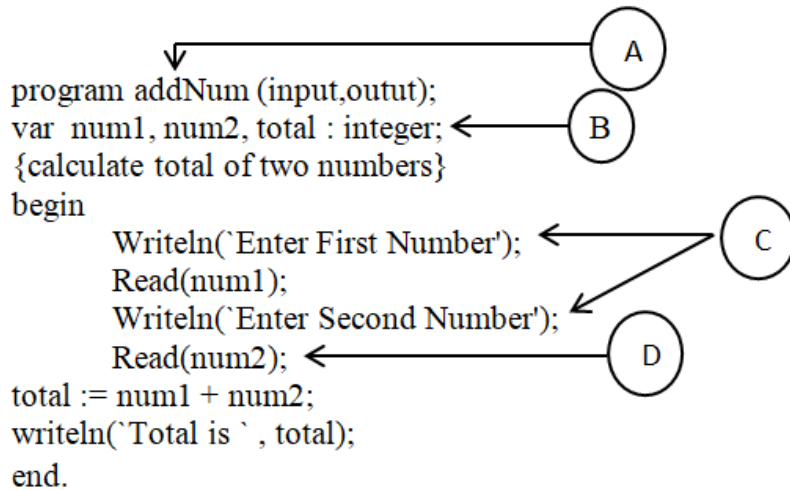 A
program addNum (input,outut);
var num1, num2, total : integer;
B
{calculate total of two numbers}
begin
Writeln(`Enter First Number');
C
Read(num1);
Writeln(`Enter Second Number');
Read(num2);
D
total := num1 + num2;
writeln(`Total is ` , total);
end.